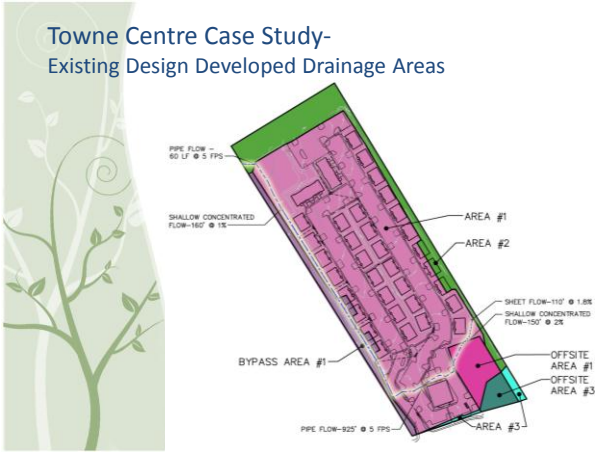 Towne Centre Case Study-
Existing Design Developed Drainage Areas
PIPE FLOW -
60 LF @ 5 FPS
SHALLOW CONCENTRATED
FLOW-160' @ 1%
AREA #1
AREA #2
SHEET FLOW-110' @ 1.8%
SHALLOW CONCENTRATED
FLOW-150' @ 2%
BYPASS AREA #1
OFFSITE
AREA #1
OFFSITE
AREA #3
PIPE FLOW-925' @ 5 FPS
AREA #3